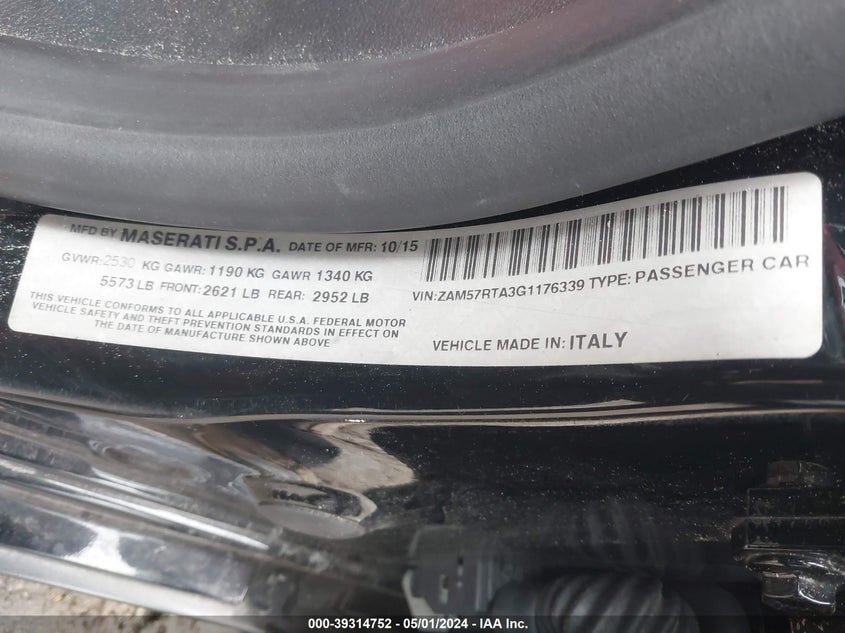 MFD BY MASERATI S.P.A. DATE OF MFR: 10/15
GVWR-2530 KG GAWR: 1190 KG GAWR 1340 KG
5573 LB FRONT: 2621 LB REAR: 2952 LB
THIS VEHICLE CONFORMS TO ALL APPLICABLE U.S.A. FEDERAL MOTOR
VEHICLE SAFETY AND THEFT PREVENTION STANDARDS IN EFFECT ON
THE DATE OF MANUFACTURE SHOWN ABOVE
VIN:ZAM57RTA3G1176339 TYPE: PASSENGER CAR
VEHICLE MADE IN: ITALY
000-39314752 - 05/01/2024 - IAA Inc.